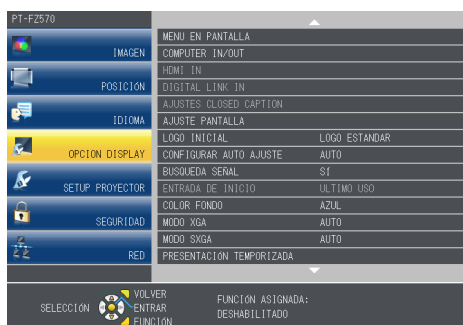 PT-FZ570
IMAGEN
POSICIÓN
IDIOMA
OPCION DISPLAY
SETUP PROYECTOR
SEGURIDAD
RED
MENU EN PANTALLA
COMPUTER IN/OUT
HDMI IN
DIGITAL LINK IN
AJUSTES CLOSED CAPTION
AJUSTE PANTALLA
LOGO INICIAL LOGO ESTANDAR
CONFIGURAR AUTO AJUSTE AUTO
BUSQUEDA SEÑAL SÍ
ENTRADA DE INICIO ULTIMO USO
COLOR FONDO AZUL
MODO XGA AUTO
MODO SXGA AUTO
PRESENTACIÓN TEMPORIZADA
SELECCIÓN
VOLVER
ENTRAR
FUNCIÓN
FUNCIÓN ASIGNADA:
DESHABILITADO